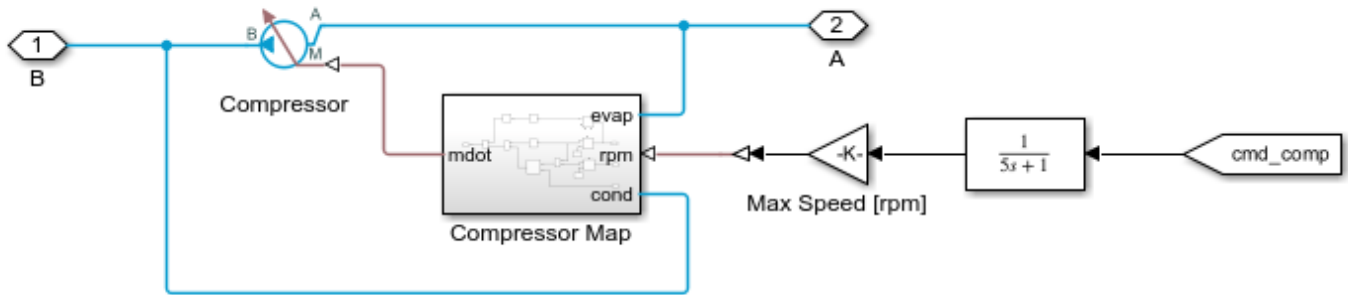 1
B
B
A
M
Compressor
2
A
evap
mdot
rpm
cond
Compressor Map
-K-
Max Speed [rpm]
1
5s + 1
cmd_comp